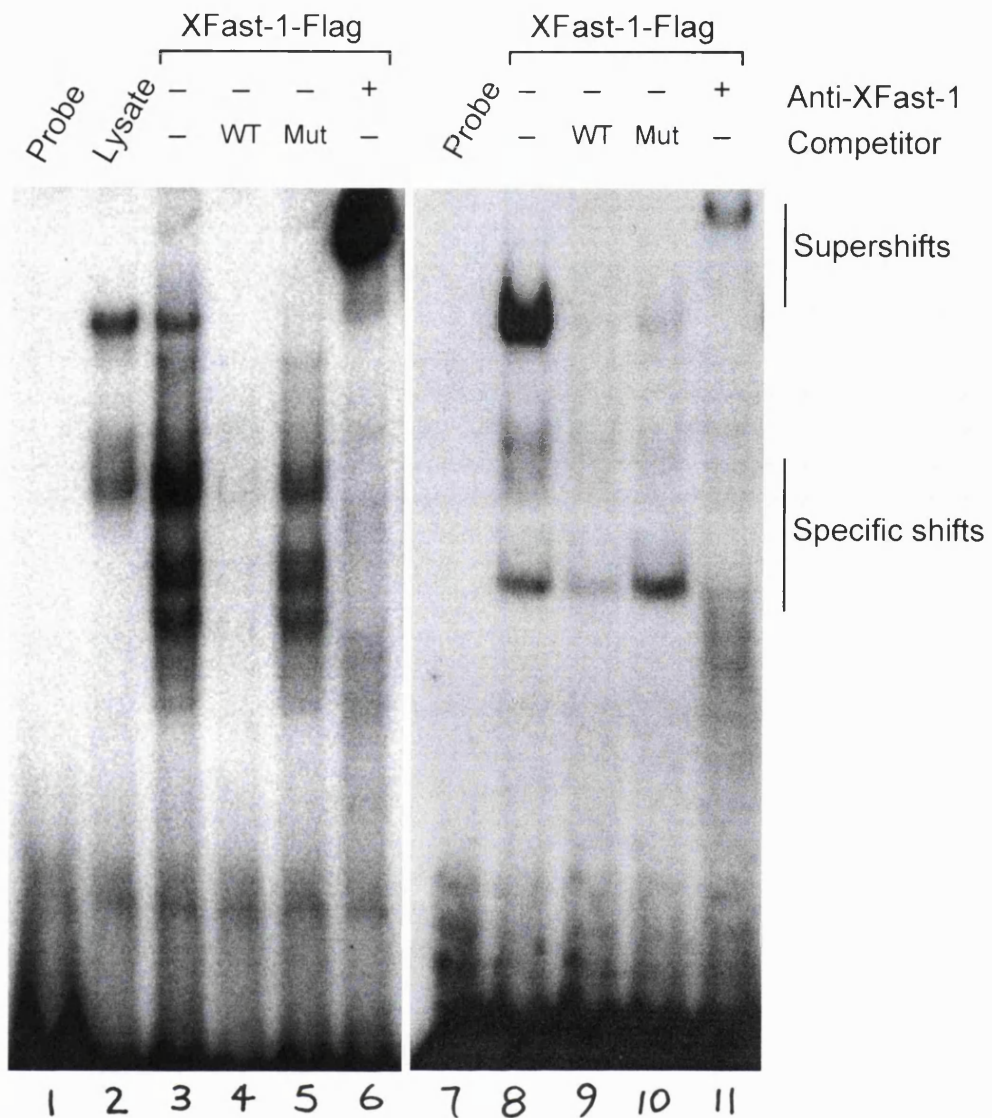 XFast-1-Flag XFast-1-Flag
Probe Lysate – – – + Probe – – – + Anti-XFast-1
– WT Mut – – WT Mut – Competitor
Supershifts
Specific shifts
1 2 3 4 5 6 7 8 9 10 11